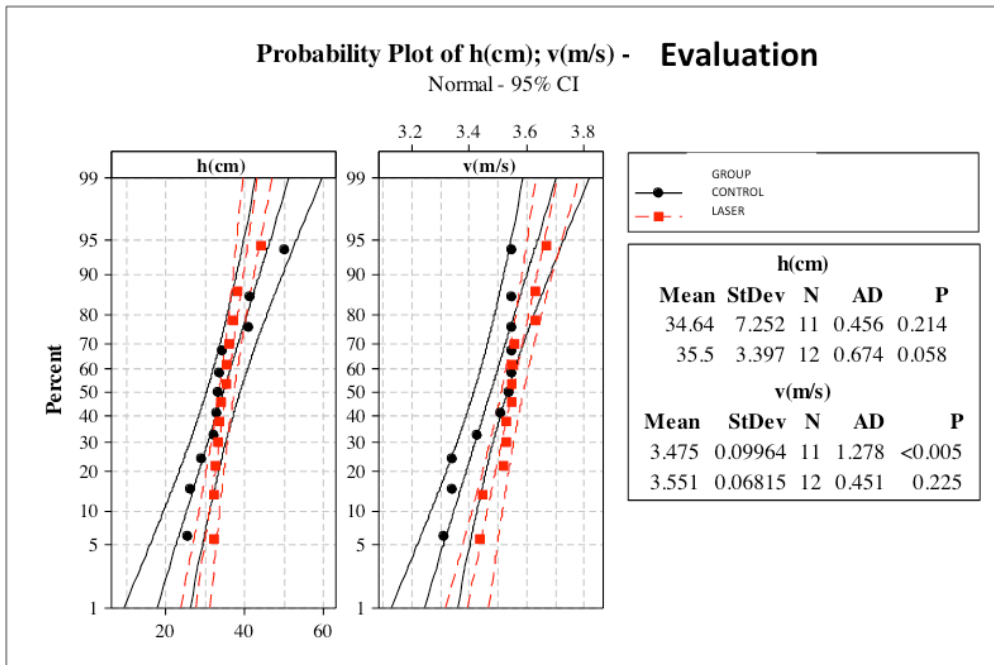 Probability Plot of h(cm); v(m/s) - Evaluation
Normal - 95% CI
3.2 3.4 3.6 3.8
h(cm) v(m/s)
99
95
90
80
70
60
50
40
30
20
10
5
1
Percent
20 40 60
GROUP
CONTROL
LASER
h(cm)
Mean StDev N AD P
34.64 7.252 11 0.456 0.214
35.5 3.397 12 0.674 0.058
v(m/s)
Mean StDev N AD P
3.475 0.09964 11 1.278 <0.005
3.551 0.06815 12 0.451 0.225
99
95
90
80
70
60
50
40
30
20
10
5
1